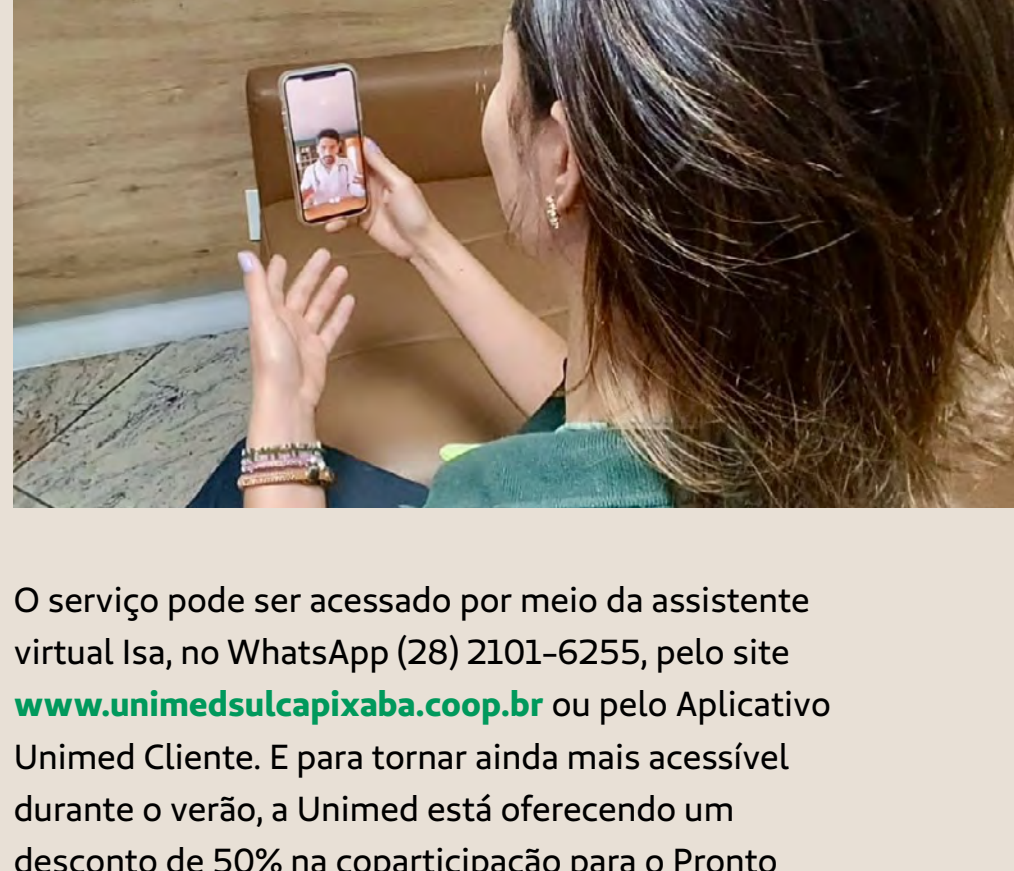 O serviço pode ser acessado por meio da assistente
virtual Isa, no WhatsApp (28) 2101-6255, pelo site
www.unimedsulcapixaba.coop.br ou pelo Aplicativo
Unimed Cliente. E para tornar ainda mais acessível
durante o verão, a Unimed está oferecendo um
desconto de 50% na coparticipação para o Pronto